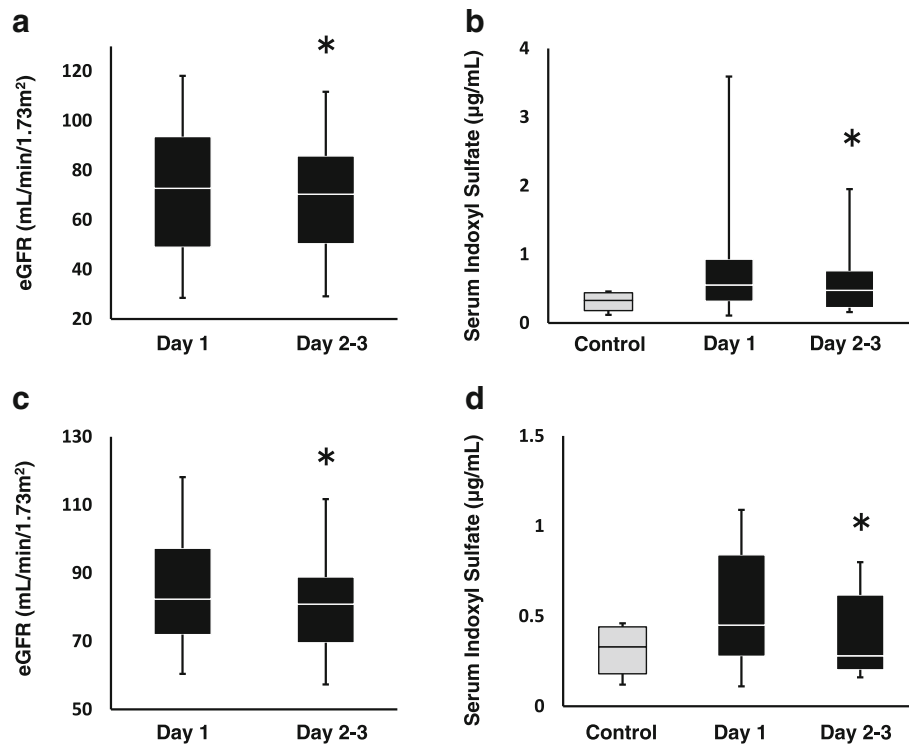 a
eGFR (mL/min/1.73m²)
120
100
80
60
40
20
*
Day 1
Day 2-3
b
Serum Indoxyl Sulfate (µg/mL)
4
3
2
1
0
*
Control
Day 1
Day 2-3
c
eGFR (mL/min/1.73m²)
130
110
90
70
50
*
Day 1
Day 2-3
d
Serum Indoxyl Sulfate (µg/mL)
1.5
1
0.5
0
*
Control
Day 1
Day 2-3